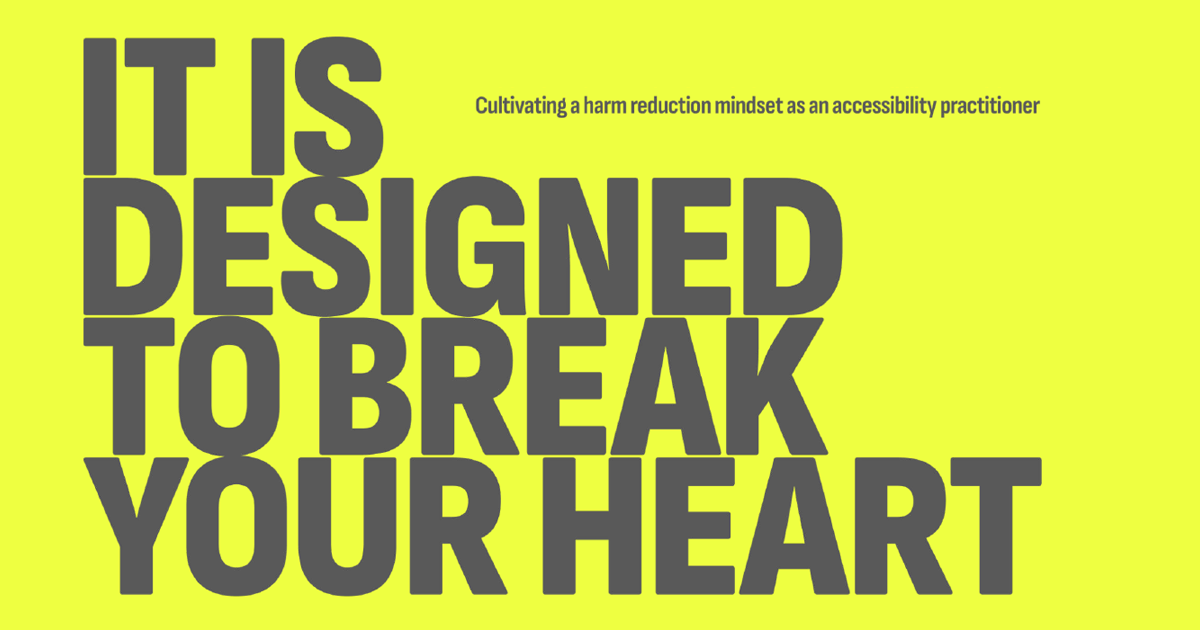 IT IS
Cultivating a harm reduction mindset as an accessibility practitioner
DESIGNED
TO BREAK
YOUR HEART